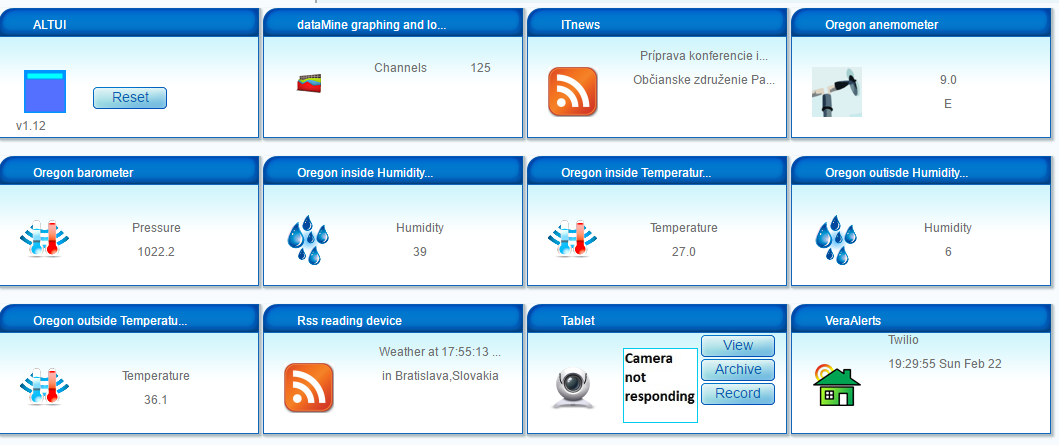 ALTUI
Reset
v1.12
dataMine graphing and lo...
Channels 125
ITnews
Príprava konferencie i...
Občianske združenie Pa...
Oregon anemometer
9.0
E
Oregon barometer
Pressure
1022.2
Oregon inside Humidity...
Humidity
39
Oregon inside Temperatur...
Temperature
27.0
Oregon outisde Humidity...
Humidity
6
Oregon outside Temperatu...
Temperature
36.1
Rss reading device
Weather at 17:55:13 ...
in Bratislava,Slovakia
Tablet
Camera
not
responding
View
Archive
Record
VeraAlerts
Twilio
19:29:55 Sun Feb 22